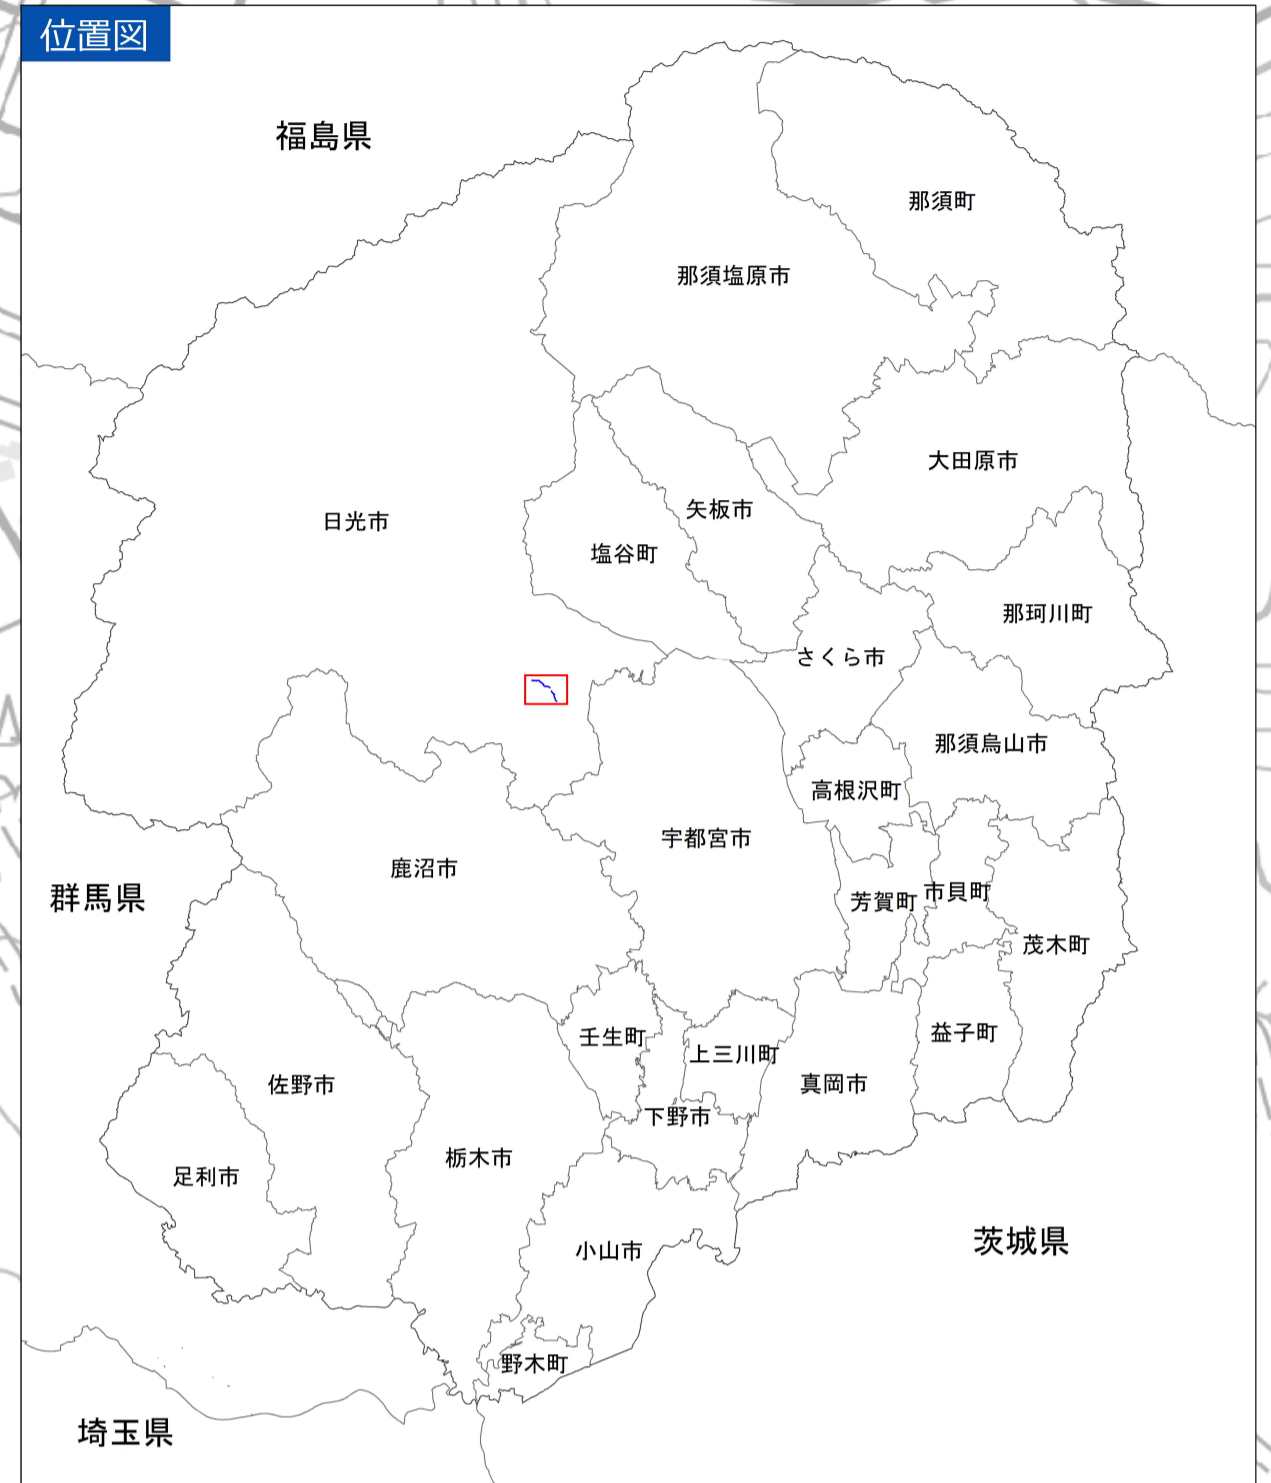 位置図
福島県
那須町
那須塩原市
大田原市
矢板市
日光市
塩谷町
那珂川町
さくら市
那須烏山市
高根沢町
宇都宮市
鹿沼市
群馬県
市貝町
芳賀町
茂木町
益子町
壬生町
上三川町
真岡市
佐野市
下野市
栃木市
足利市
茨城県
小山市
野木町
埼玉県